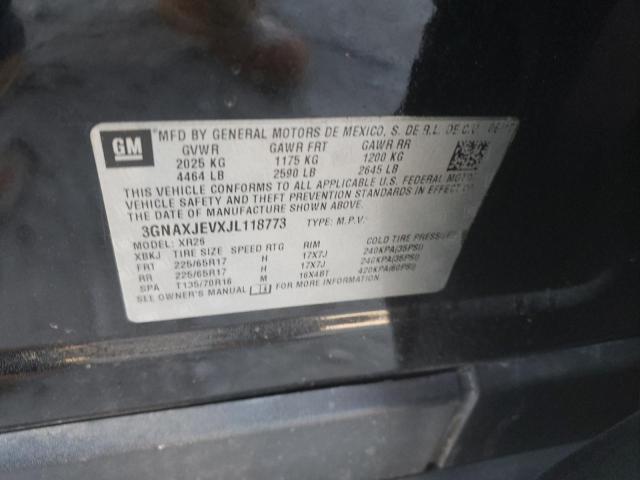 GM
MFD BY GENERAL MOTORS DE MEXICO, S. DE R.L. DE C.V.
GVWR GAWR FRT GAWR RR
2025 KG 1175 KG 1200 KG
4464 LB 2590 LB 2645 LB
THIS VEHICLE CONFORMS TO ALL APPLICABLE U.S. FEDERAL MOTOR
VEHICLE SAFETY AND THEFT PREVENTION STANDARDS IN EFFECT ON THE
DATE OF MANUFACTURE SHOWN ABOVE.
3GNAXJEVXJL118773 TYPE: M.P.V.
MODEL: XR26
XBKJ TIRE SIZE SPEED RTG RIM COLD TIRE PRESSURE
FRT 225/65R17 H 17X7J 240KPA(35PSI)
RR 225/65R17 H 17X7J 240KPA(35PSI)
SPA T135/70R16 M 16X4BT 420KPA(60PSI)
SEE OWNER'S MANUAL FOR MORE INFORMATION.